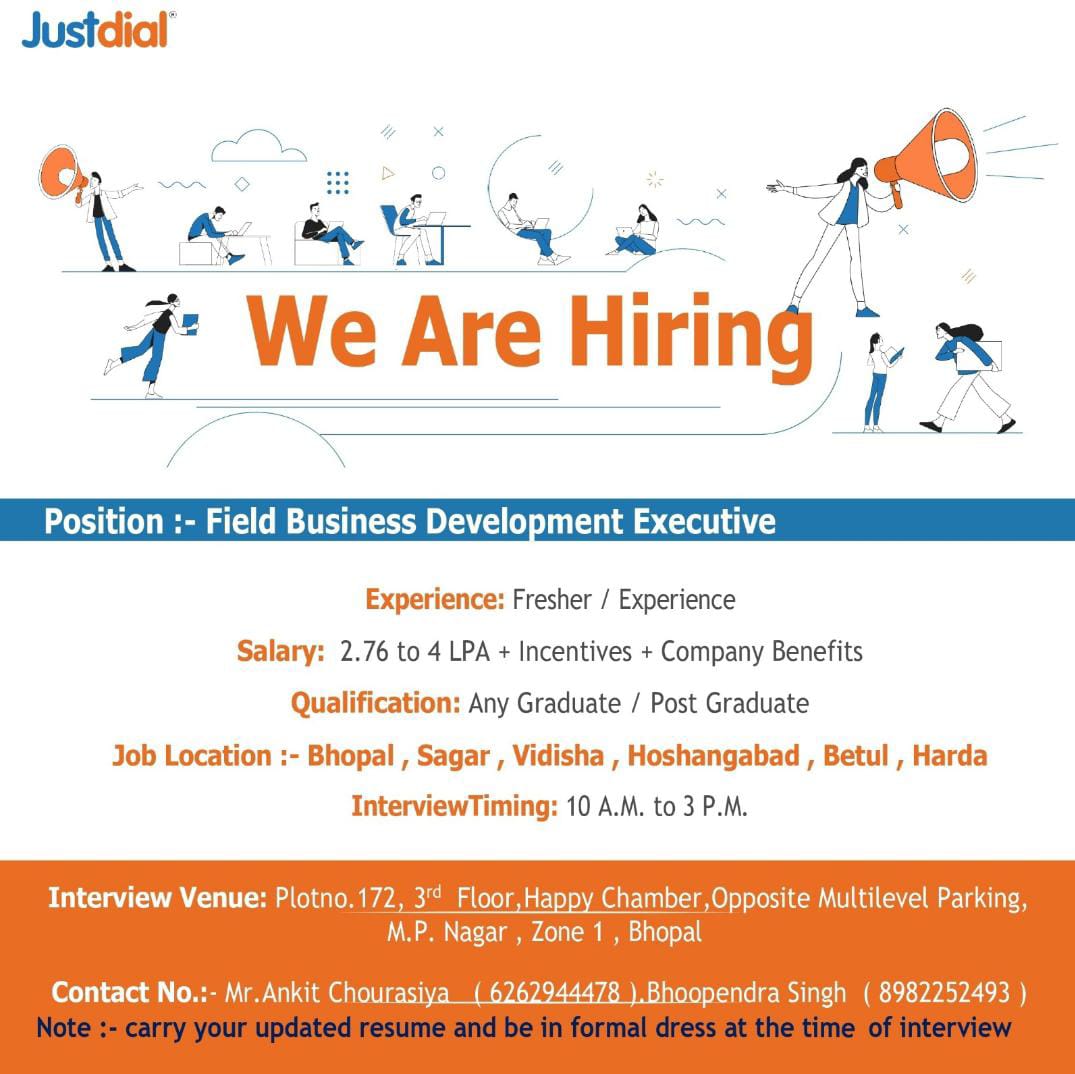 Justdial®
We Are Hiring
Position :- Field Business Development Executive
Experience: Fresher / Experience
Salary: 2.76 to 4 LPA + Incentives + Company Benefits
Qualification: Any Graduate / Post Graduate
Job Location :- Bhopal , Sagar , Vidisha , Hoshangabad , Betul , Harda
InterviewTiming: 10 A.M. to 3 P.M.
Interview Venue: Plotno.172, 3rd Floor,Happy Chamber,Opposite Multilevel Parking,
M.P. Nagar , Zone 1 , Bhopal
Contact No.:- Mr.Ankit Chourasiya ( 6262944478 ).Bhoopendra Singh ( 8982252493 )
Note :- carry your updated resume and be in formal dress at the time of interview